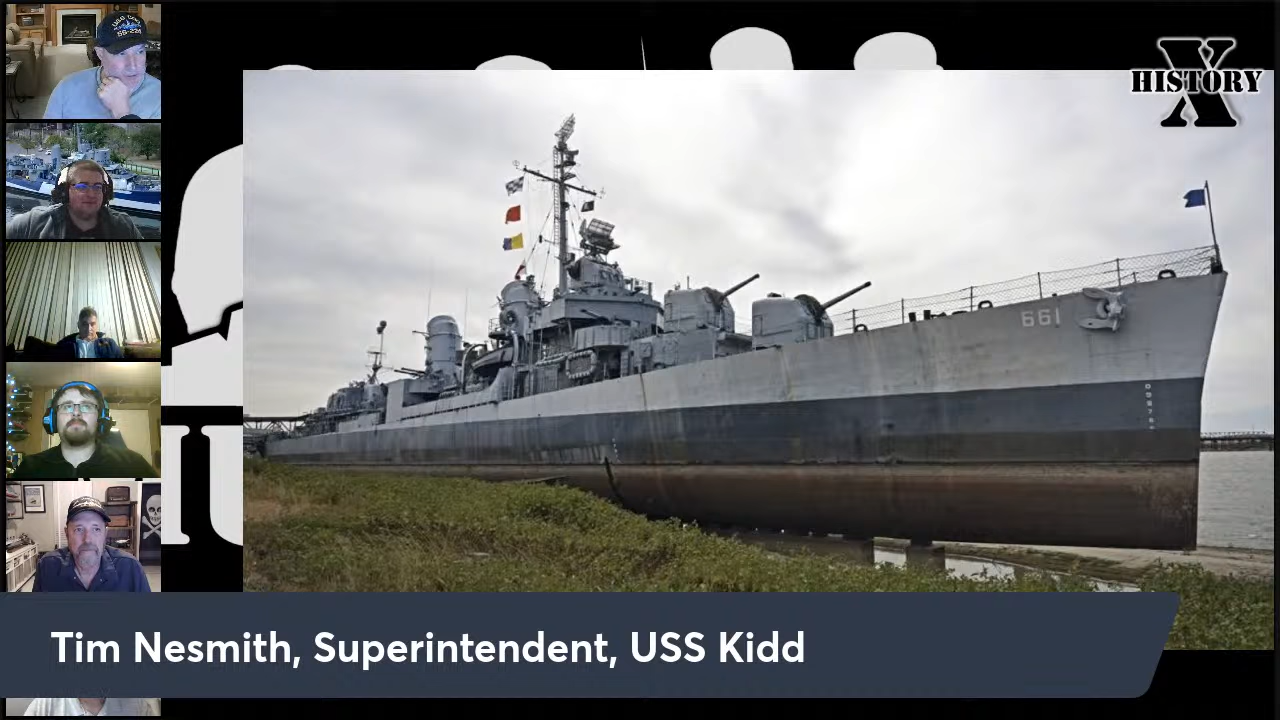 HISTORY
X
661
Tim Nesmith, Superintendent, USS Kidd